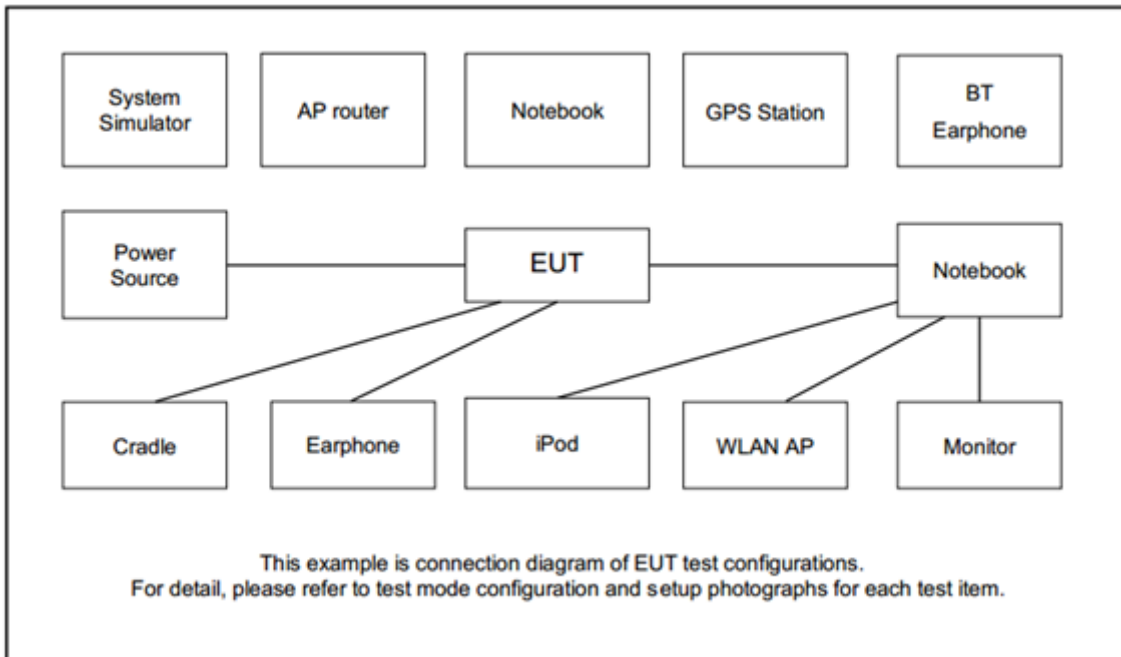 System
Simulator
AP router
Notebook
GPS Station
BT
Earphone
Power
Source
EUT
Notebook
Cradle
Earphone
iPod
WLAN AP
Monitor
This example is connection diagram of EUT test configurations.
For detail, please refer to test mode configuration and setup photographs for each test item.